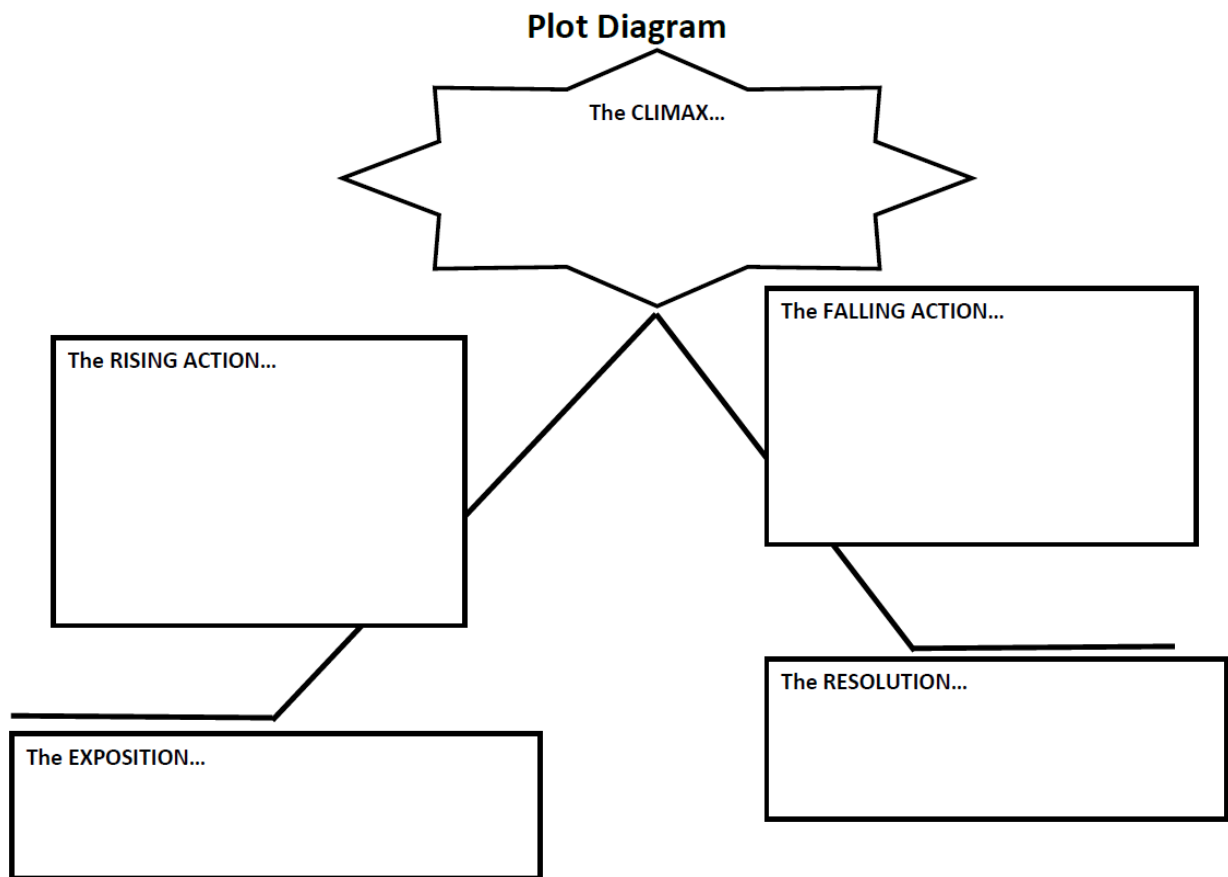 Plot Diagram
The CLIMAX...
The FALLING ACTION...
The RISING ACTION...
The RESOLUTION...
The EXPOSITION...